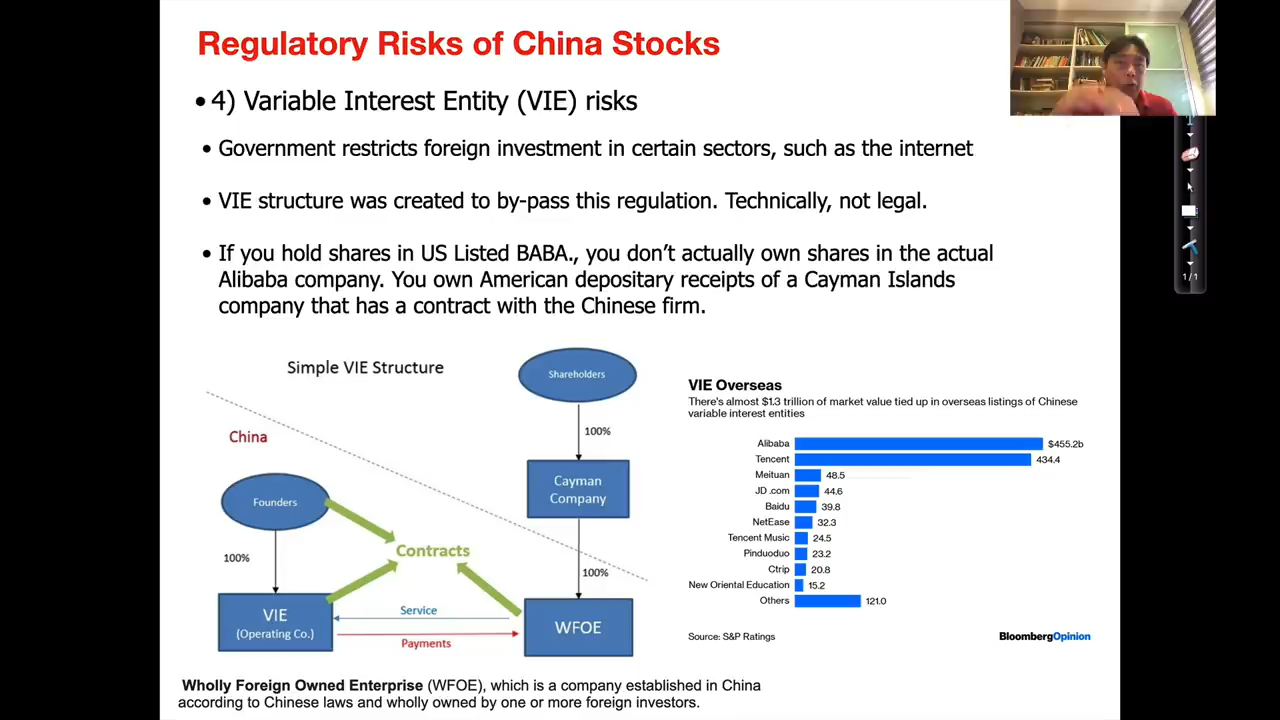 Regulatory Risks of China Stocks
• 4) Variable Interest Entity (VIE) risks
• Government restricts foreign investment in certain sectors, such as the internet
• VIE structure was created to by-pass this regulation. Technically, not legal.
• If you hold shares in US Listed BABA., you don’t actually own shares in the actual
Alibaba company. You own American depositary receipts of a Cayman Islands
company that has a contract with the Chinese firm.
Simple VIE Structure
Shareholders
100%
China
Cayman
Company
Founders
Contracts
100%
100%
VIE
(Operating Co.)
Service
Payments
WFOE
VIE Overseas
There's almost $1.3 trillion of market value tied up in overseas listings of Chinese
variable interest entities
Alibaba $455.2b
Tencent 434.4
Meituan 48.5
JD .com 44.6
Baidu 39.8
NetEase 32.3
Tencent Music 24.5
Pinduoduo 23.2
Ctrip 20.8
New Oriental Education 15.2
Others 121.0
Source: S&P Ratings
BloombergOpinion
Wholly Foreign Owned Enterprise (WFOE), which is a company established in China
according to Chinese laws and wholly owned by one or more foreign investors.
1/1